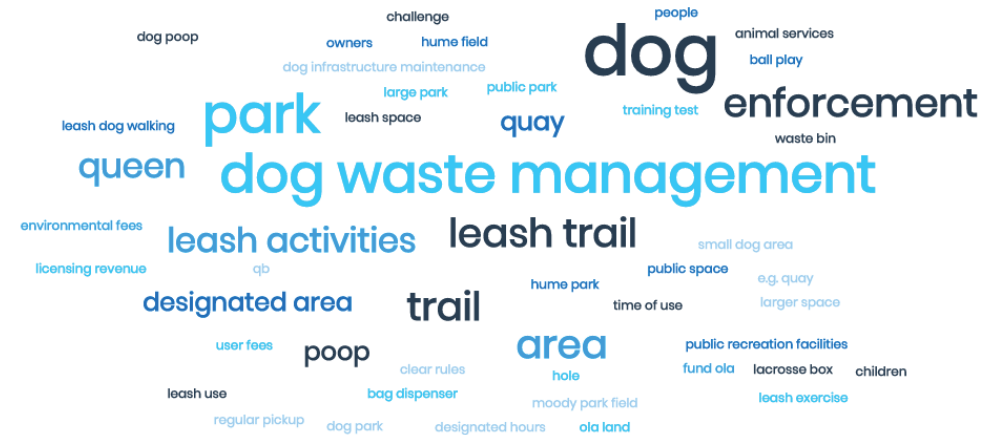 challenge
people
dog poop
owners
hume field
dog
animal services
dog infrastructure maintenance
ball play
large park
public park
enforcement
park
leash space
quay
training test
leash dog walking
waste bin
queen
dog waste management
environmental fees
leash activities
leash trail
small dog area
licensing revenue
qb
public space
e.g. quay
hume park
designated area
trail
time of use
larger space
user fees
poop
area
public recreation facilities
clear rules
hole
fund ola
lacrosse box
children
leash use
bag dispenser
moody park field
leash exercise
regular pickup
dog park
designated hours
ola land